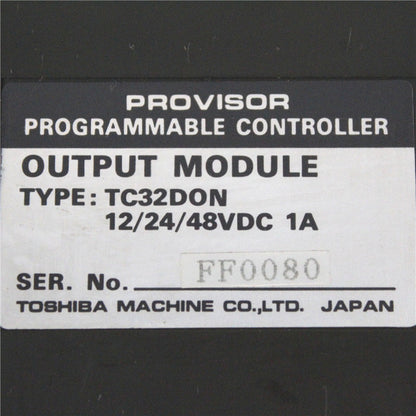 PROVISOR
PROGRAMMABLE CONTROLLER
OUTPUT MODULE
TYPE: TC32DON
12/24/48VDC 1A
SER. No. FF0080
TOSHIBA MACHINE CO.,LTD. JAPAN